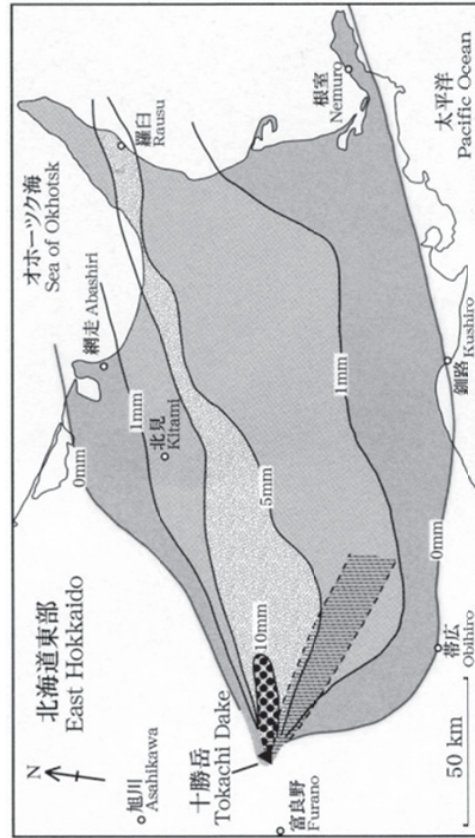 北海道東部
East Hokkaido
N
オホーツク海
Sea of Okhotsk
旭川
Asahikawa
十勝岳
Tokachi Dake
富良野
Furano
網走 Abashiri
北見
Kitami
羅臼
Rausu
根室
Nemuro
太平洋
Pacific Ocean
釧路
Kushiro
帯広
Obihiro
0mm
1mm
5mm
10mm
1mm
0mm
50 km